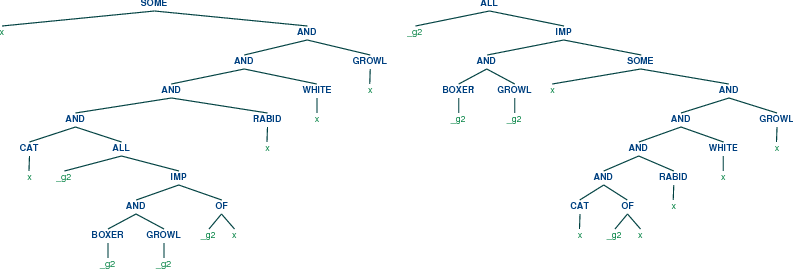 SOME ALL
x AND _g2 IMP
AND GROWL AND SOME
AND WHITE x BOXER GROWL x AND
AND RABID x _g2 _g2 AND GROWL
CAT ALL x AND WHITE x
x _g2 IMP AND RABID x
AND OF CAT OF x
BOXER GROWL _g2 x x _g2 x
_g2 _g2